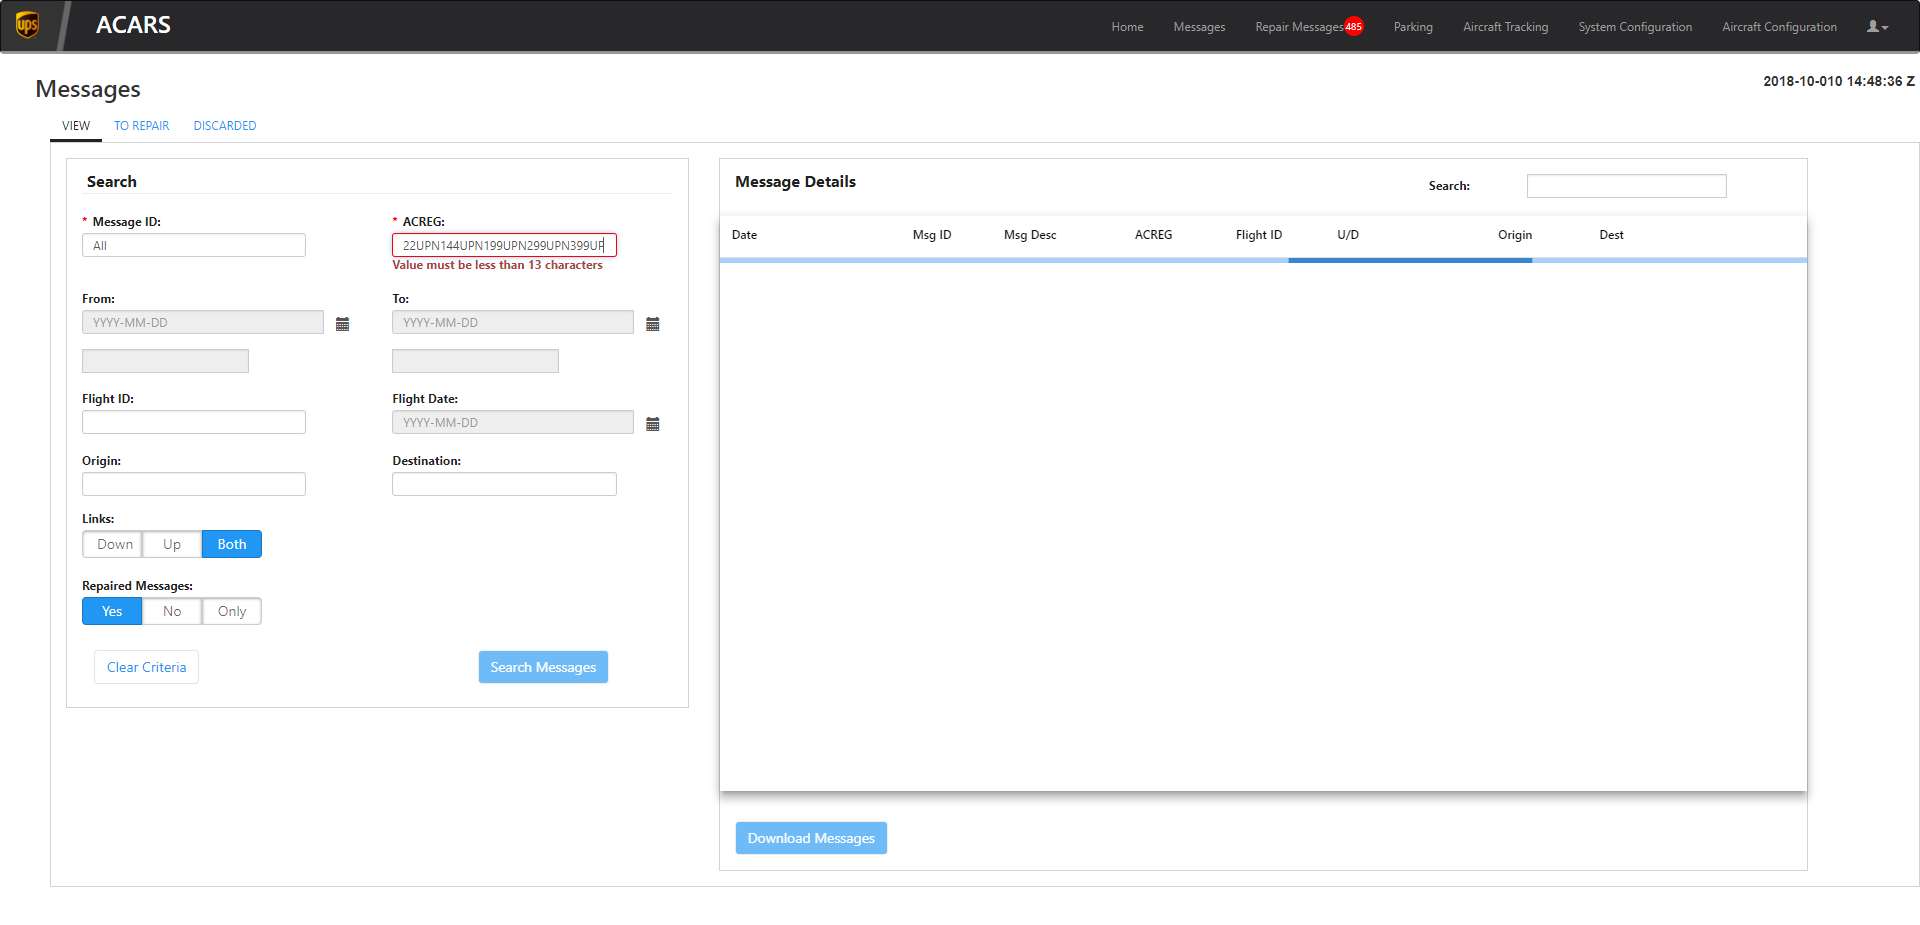 ups
ACARS
Home Messages Repair Messages 485 Parking Aircraft Tracking System Configuration Aircraft Configuration
Messages
2018-10-010 14:48:36 Z
VIEW TO REPAIR DISCARDED
Search
* Message ID: * ACREG:
All 22UPN144UPN199UPN299UPN399UP
Value must be less than 13 characters
From: To:
YYYY-MM-DD YYYY-MM-DD
Flight ID: Flight Date:
YYYY-MM-DD
Origin: Destination:
Links:
Down Up Both
Repaired Messages:
Yes No Only
Clear Criteria Search Messages
Message Details Search:
Date Msg ID Msg Desc ACREG Flight ID U/D Origin Dest
Download Messages